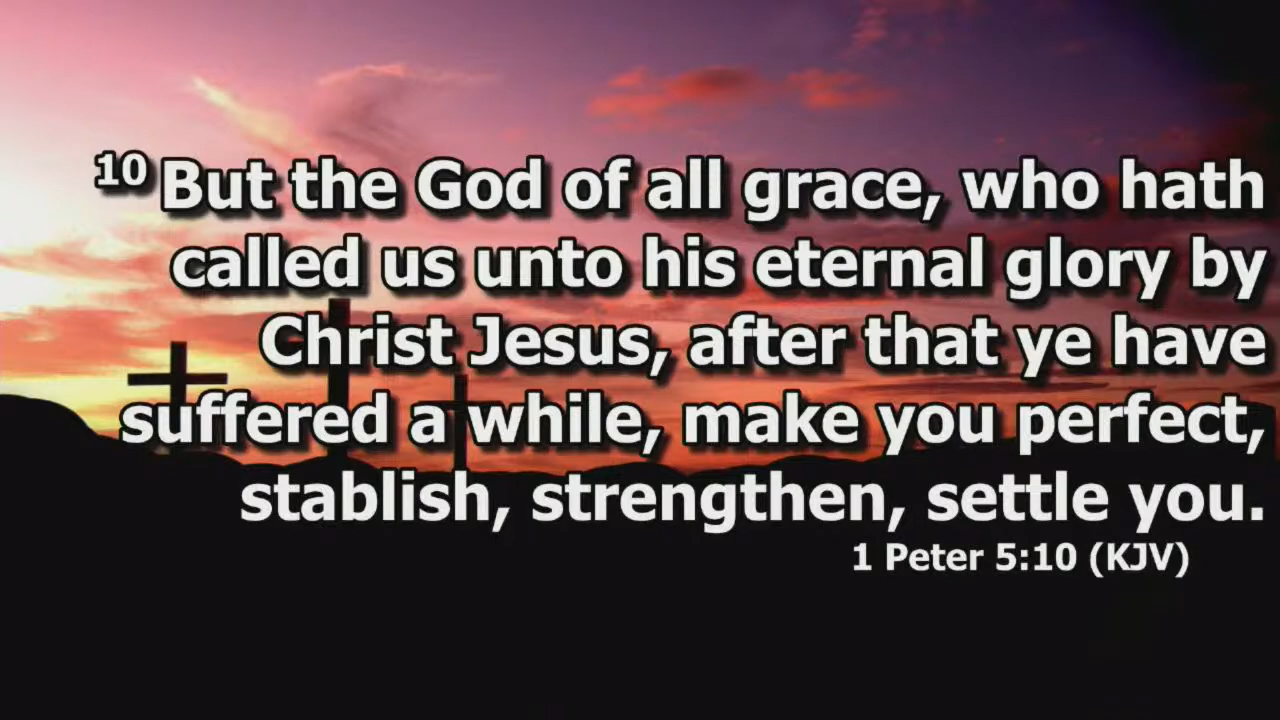 10 But the God of all grace, who hath
called us unto his eternal glory by
Christ Jesus, after that ye have
suffered a while, make you perfect,
stablish, strengthen, settle you.
1 Peter 5:10 (KJV)